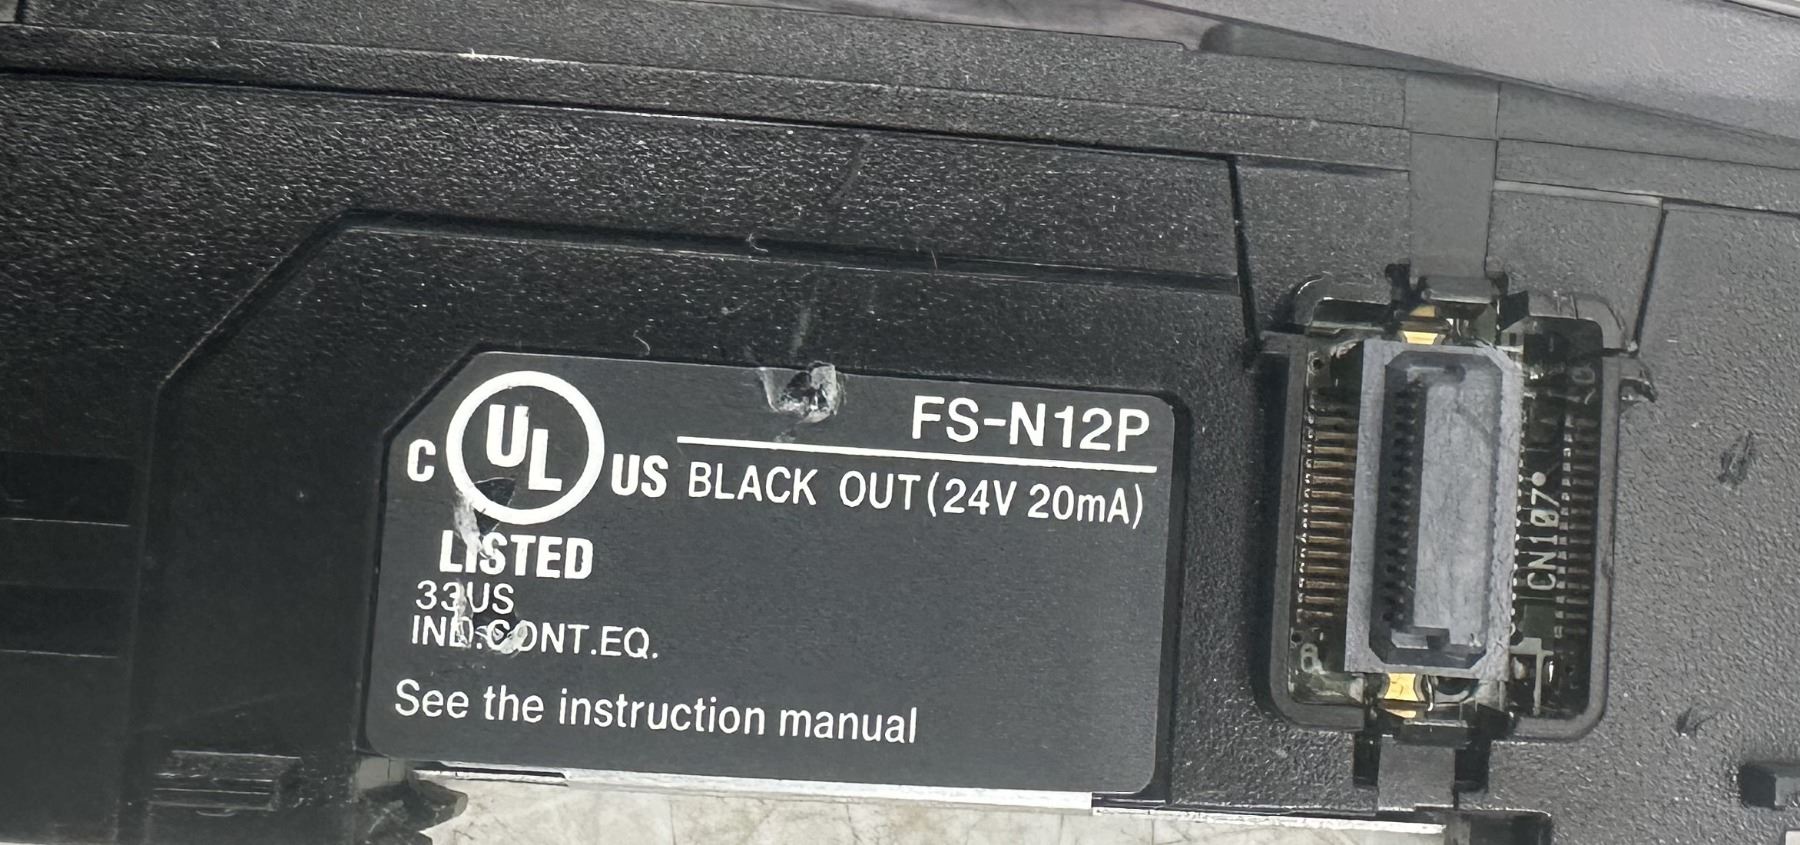 FS-N12P
C UL US
BLACK OUT(24V 20mA)
LISTED
33US
IND.CONT.EQ.
See the instruction manual
CN107